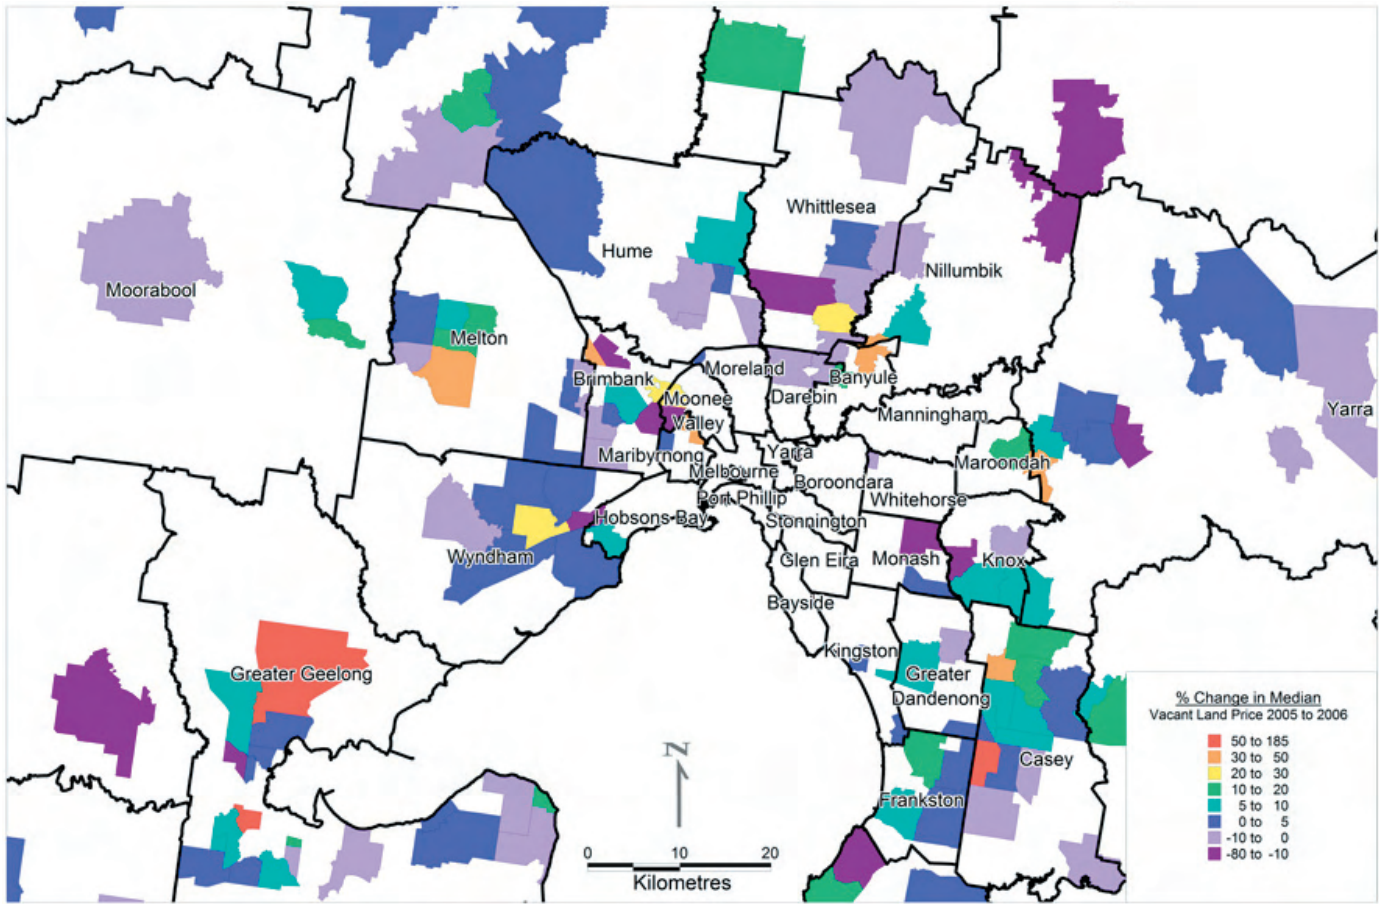 Whittlesea
Hume
Nillumbik
Moorabool
Melton
Moreland
Brimbank
Banyule
Moonee
Valley
Darebin
Yarra
Manningham
Maribyrnong
Yarra
Maroondah
Melbourne
Boroondara
Port Phillip
Whitehorse
Hobsons Bay
Stonnington
Wyndham
Glen Eira
Monash
Knox
Bayside
Kingston
Greater Geelong
Greater
Dandenong
Casey
Frankston
N
0 10 20
Kilometres
% Change in Median
Vacant Land Price 2005 to 2006
50 to 185
30 to 50
20 to 30
10 to 20
5 to 10
0 to 5
-10 to 0
-80 to -10